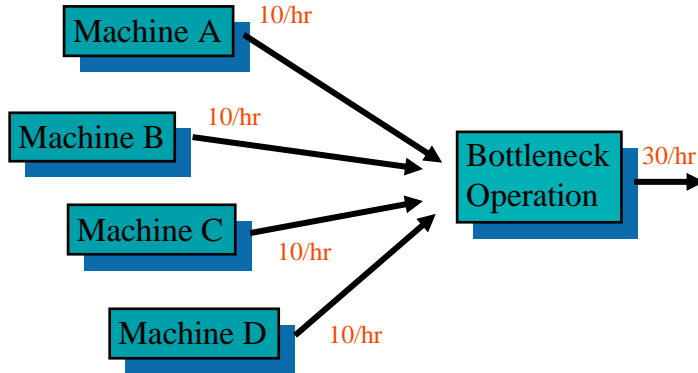 Machine A
10/hr
Machine B
10/hr
Bottleneck
Operation
30/hr
Machine C
10/hr
Machine D
10/hr